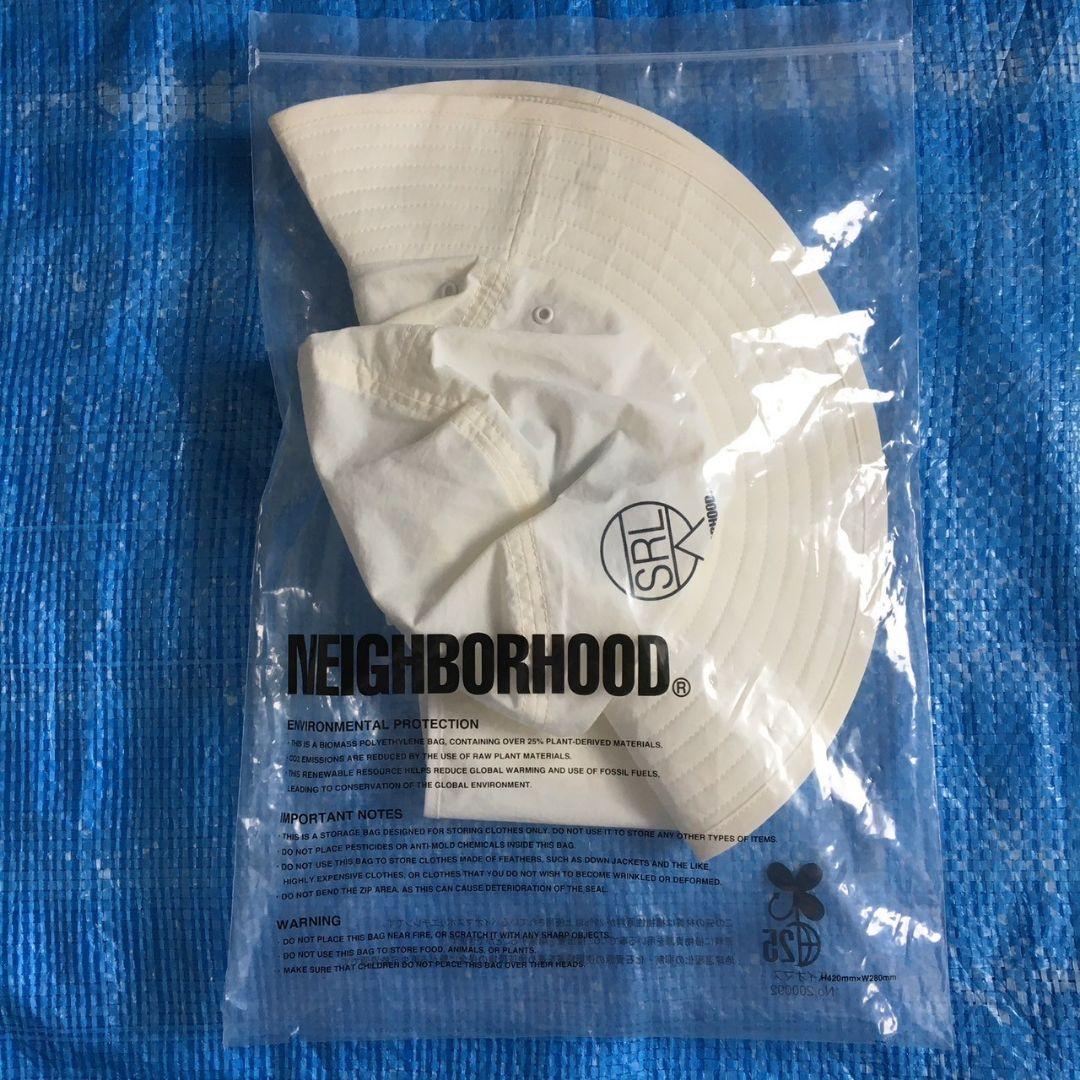 SRL
NEIGHBORHOOD®
ENVIRONMENTAL PROTECTION
・THIS IS A BIOMASS POLYETHYLENE BAG, CONTAINING OVER 25% PLANT-DERIVED MATERIALS.
・CO2 EMISSIONS ARE REDUCED BY THE USE OF RAW PLANT MATERIALS.
・THIS RENEWABLE RESOURCE HELPS REDUCE GLOBAL WARMING AND USE OF FOSSIL FUELS,
LEADING TO CONSERVATION OF THE GLOBAL ENVIRONMENT.
IMPORTANT NOTES
・THIS IS A STORAGE BAG DESIGNED FOR STORING CLOTHES ONLY. DO NOT USE IT TO STORE ANY OTHER TYPES OF ITEMS.
・DO NOT PLACE PESTICIDES OR ANTI-MOLD CHEMICALS INSIDE THIS BAG.
・DO NOT USE THIS BAG TO STORE CLOTHES MADE OF FEATHERS, SUCH AS DOWN JACKETS AND THE LIKE,
HIGHLY EXPENSIVE CLOTHES, OR CLOTHES THAT YOU DO NOT WISH TO BECOME WRINKLED OR DEFORMED.
・DO NOT BEND THE ZIP AREA, AS THIS CAN CAUSE DETERIORATION OF THE SEAL.
WARNING
・DO NOT PLACE THIS BAG NEAR FIRE, OR SCRATCH IT WITH ANY SHARP OBJECTS.
・DO NOT USE THIS BAG TO STORE FOOD, ANIMALS, OR PLANTS.
・MAKE SURE THAT CHILDREN DO NOT PLACE THIS BAG OVER THEIR HEADS.
25
H420mm×W280mm
No.200092